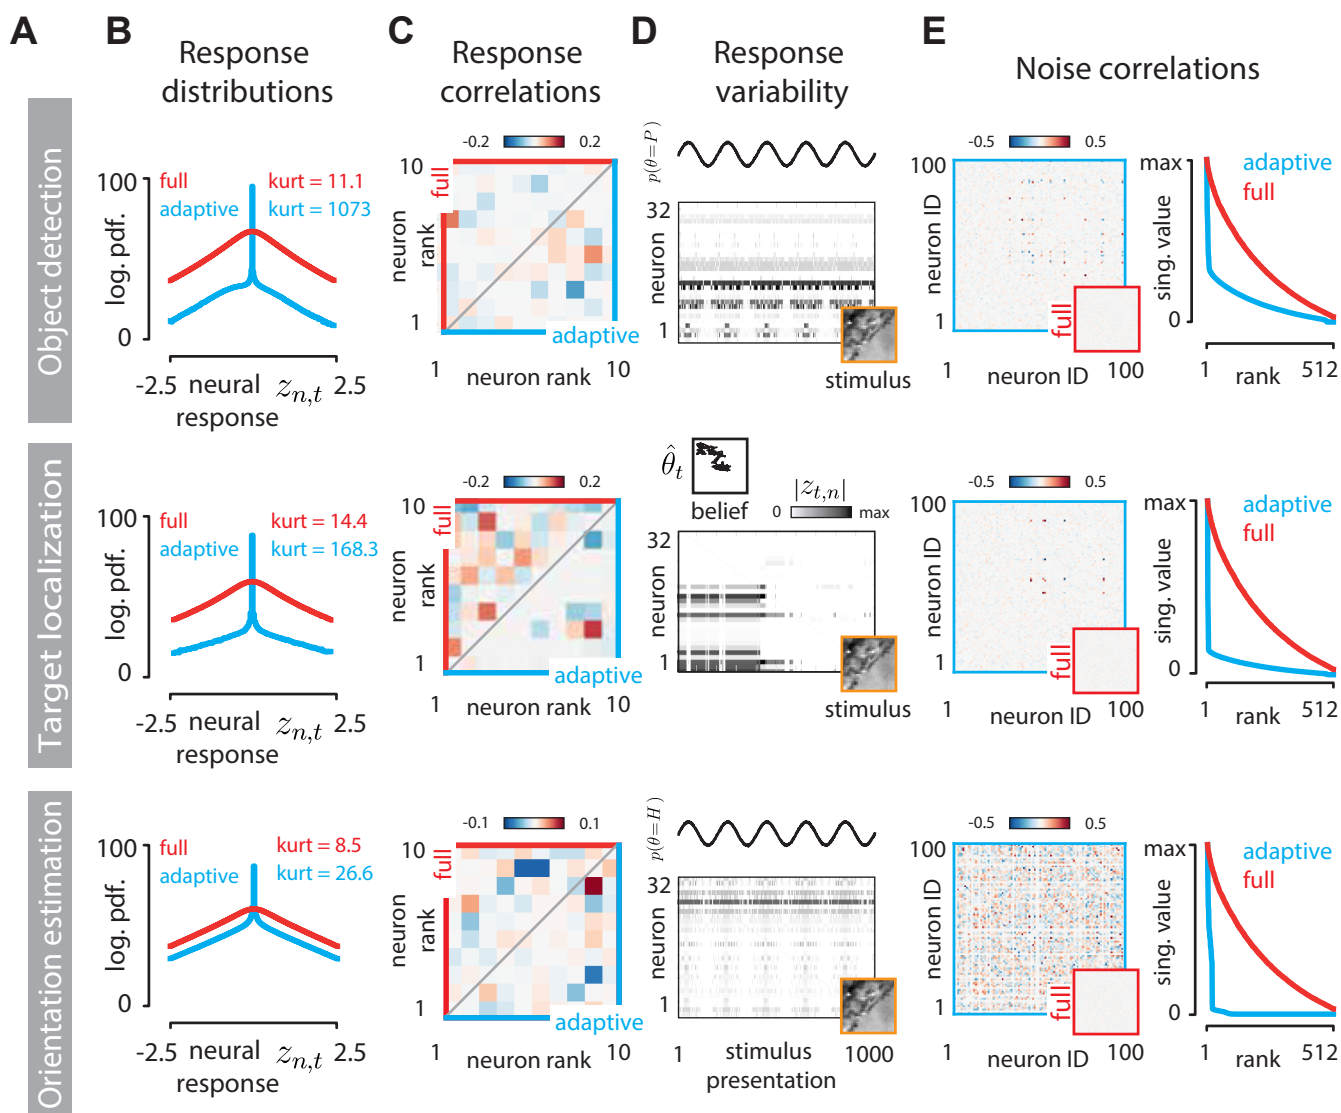 A
B
C
D
E
Response
distributions
Response
correlations
Response
variability
Noise correlations
Object detection
100
log. pdf.
0
full
adaptive
kurt = 11.1
kurt = 1073
-2.5 neural z_{n,t} 2.5
response
-0.2 0.2
10
full
neuron
rank
1
adaptive
1 neuron rank 10
p(θ=P)
32
neuron
1
stimulus
-0.5 0.5
100
neuron ID
1
full
1 neuron ID 100
max
sing. value
0
adaptive
full
1 rank 512
Target localization
100
log. pdf.
0
full
adaptive
kurt = 14.4
kurt = 168.3
-2.5 neural z_{n,t} 2.5
response
-0.2 0.2
10
full
neuron
rank
1
adaptive
1 neuron rank 10
θ̂_t
belief
|z_{t,n}|
0 max
32
neuron
1
stimulus
-0.5 0.5
100
neuron ID
1
full
1 neuron ID 100
max
sing. value
0
adaptive
full
1 rank 512
Orientation estimation
100
log. pdf.
0
full
adaptive
kurt = 8.5
kurt = 26.6
-2.5 neural z_{n,t} 2.5
response
-0.1 0.1
10
full
neuron
rank
1
adaptive
1 neuron rank 10
p(θ=H)
32
neuron
1
1 stimulus 1000
presentation
-0.5 0.5
100
neuron ID
1
full
1 neuron ID 100
max
sing. value
0
adaptive
full
1 rank 512